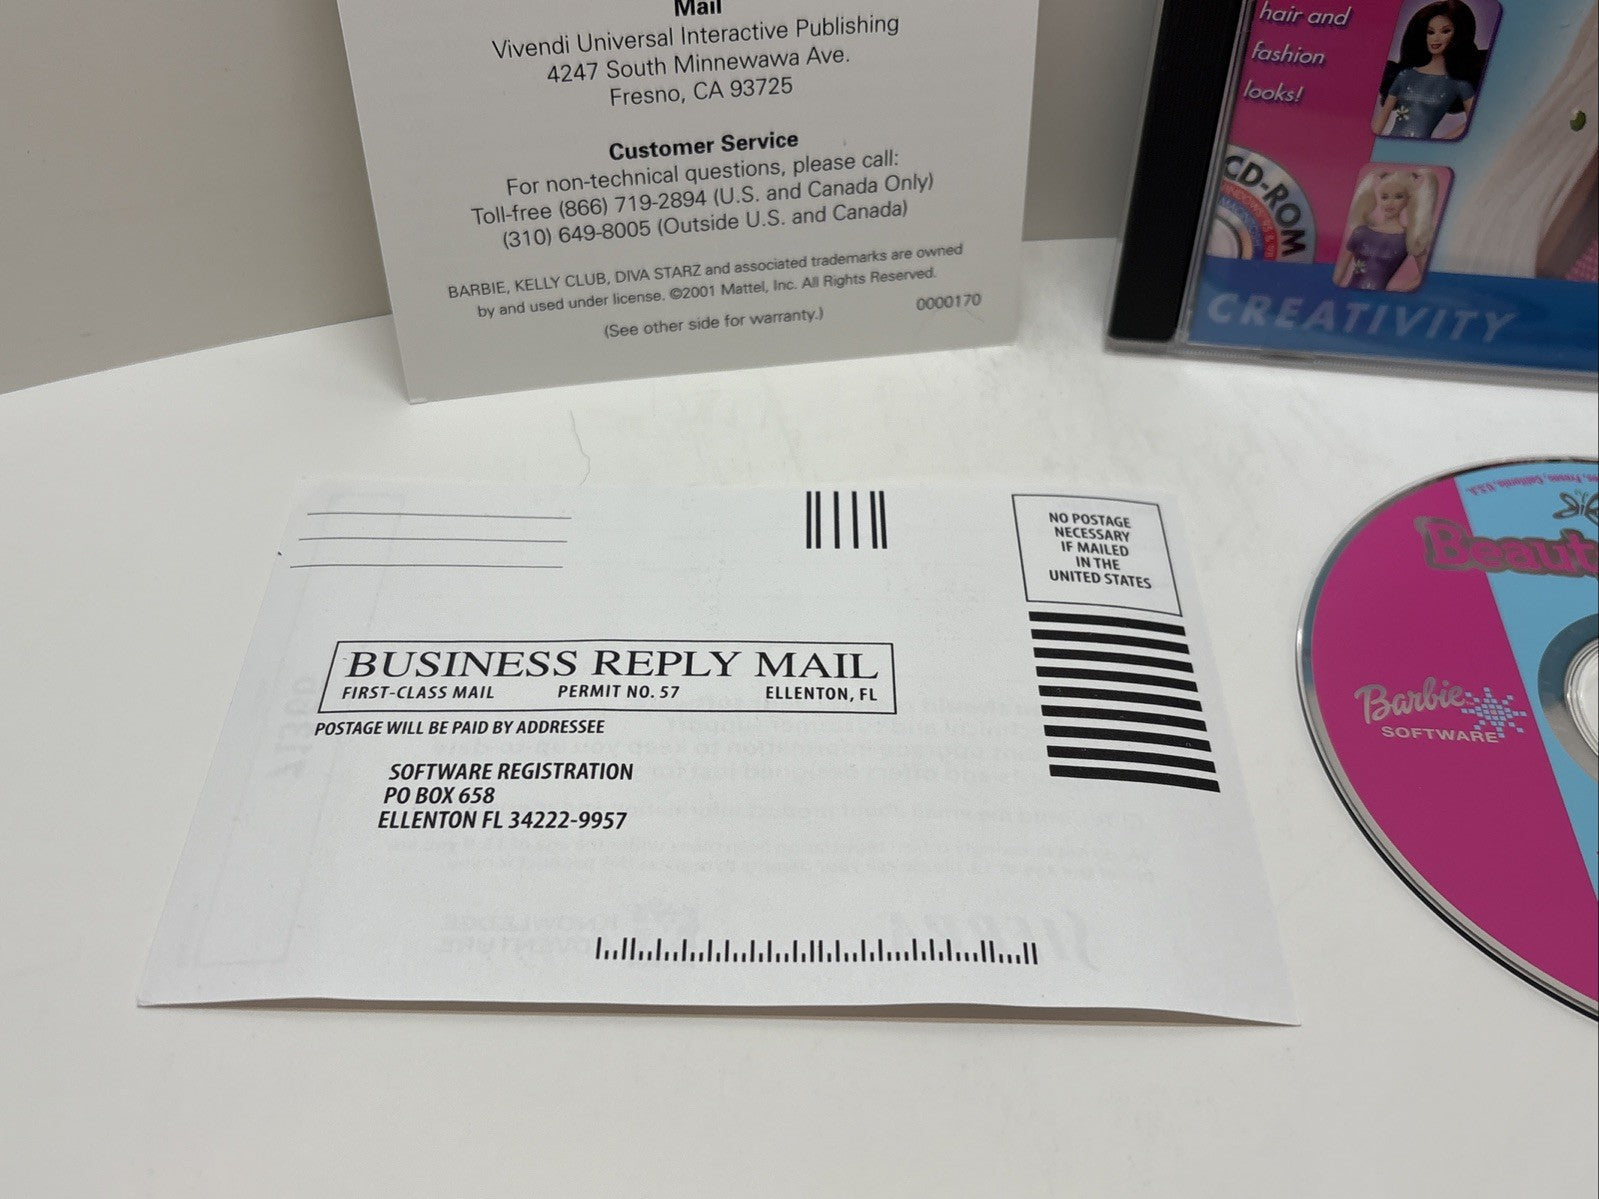 Mail
Vivendi Universal Interactive Publishing
4247 South Minnewawa Ave.
Fresno, CA 93725
Customer Service
For non-technical questions, please call:
Toll-free (866) 719-2894 (U.S. and Canada Only)
(310) 649-8005 (Outside U.S. and Canada)
BARBIE, KELLY CLUB, DIVA STARZ and associated trademarks are owned
by and used under license. ©2001 Mattel, Inc. All Rights Reserved.
(See other side for warranty.)
0000170
hair and
fashion
looks!
CD-ROM
CREATIVITY
NO POSTAGE
NECESSARY
IF MAILED
IN THE
UNITED STATES
BUSINESS REPLY MAIL
FIRST-CLASS MAIL PERMIT NO. 57 ELLENTON, FL
POSTAGE WILL BE PAID BY ADDRESSEE
SOFTWARE REGISTRATION
PO BOX 658
ELLENTON FL 34222-9957
Fresno, California, U.S.A.
Beaut
Barbie
SOFTWARE